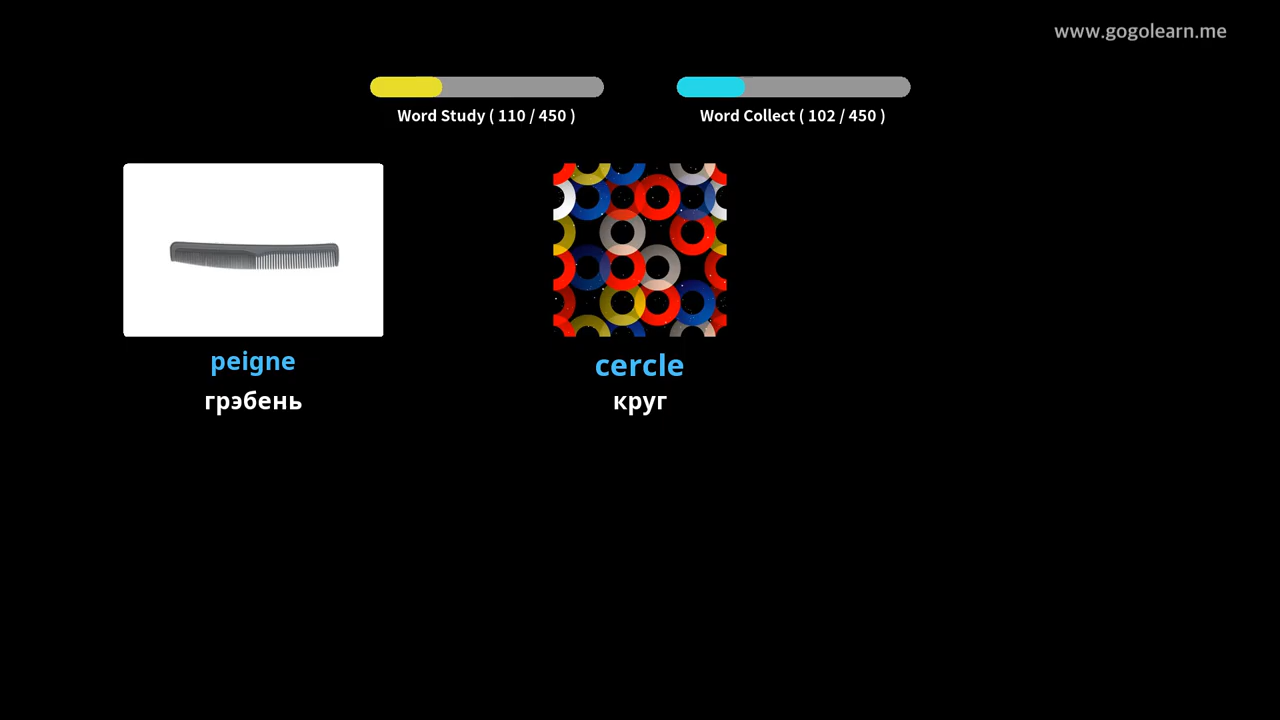 www.gogolearn.me
Word Study ( 110 / 450 )
Word Collect ( 102 / 450 )
peigne
cercle
грэбень
круг